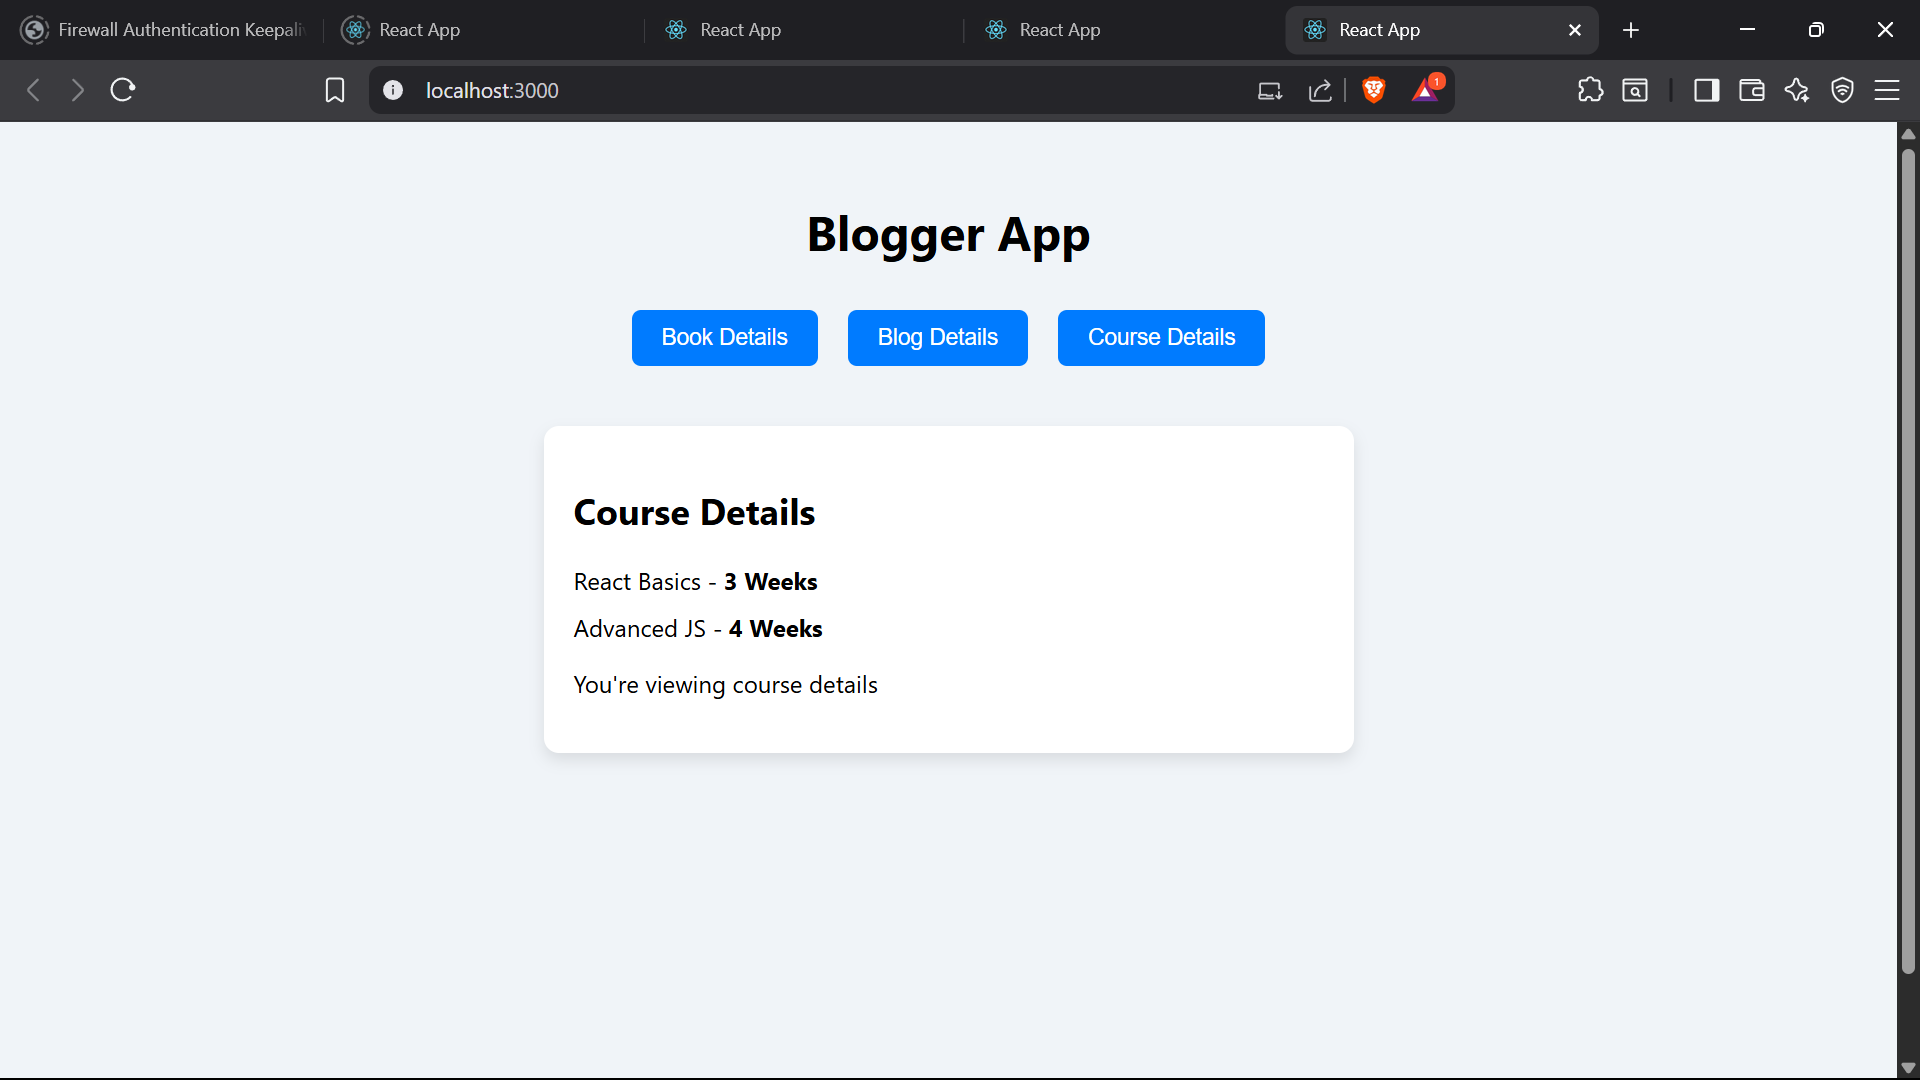 Firewall Authentication Keepali
React App
React App
React App
React App
localhost:3000
1
Blogger App
Book Details
Blog Details
Course Details
Course Details
React Basics - 3 Weeks
Advanced JS - 4 Weeks
You're viewing course details